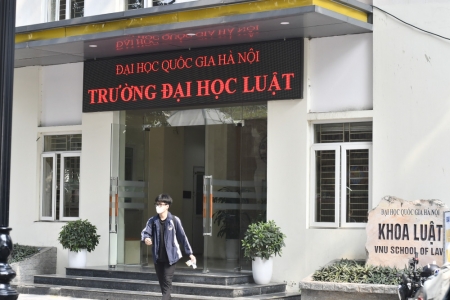 ĐẠI HỌC QUỐC GIA HÀ NỘI
TRƯỜNG ĐẠI HỌC LUẬT
ĐẠI HỌC QUỐC GIA HÀ NỘI
KHOA LUẬT
VNU SCHOOL OF LAW